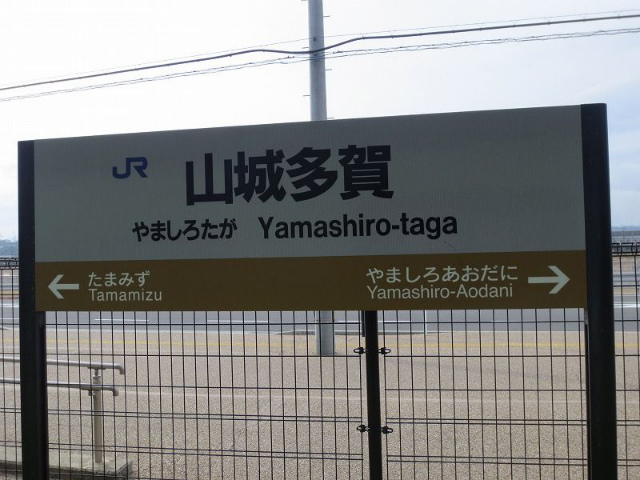 JR 山城多賀
やましろたが Yamashiro-taga
← たまみず やましろあおだに →
Tamamizu Yamashiro-Aodani